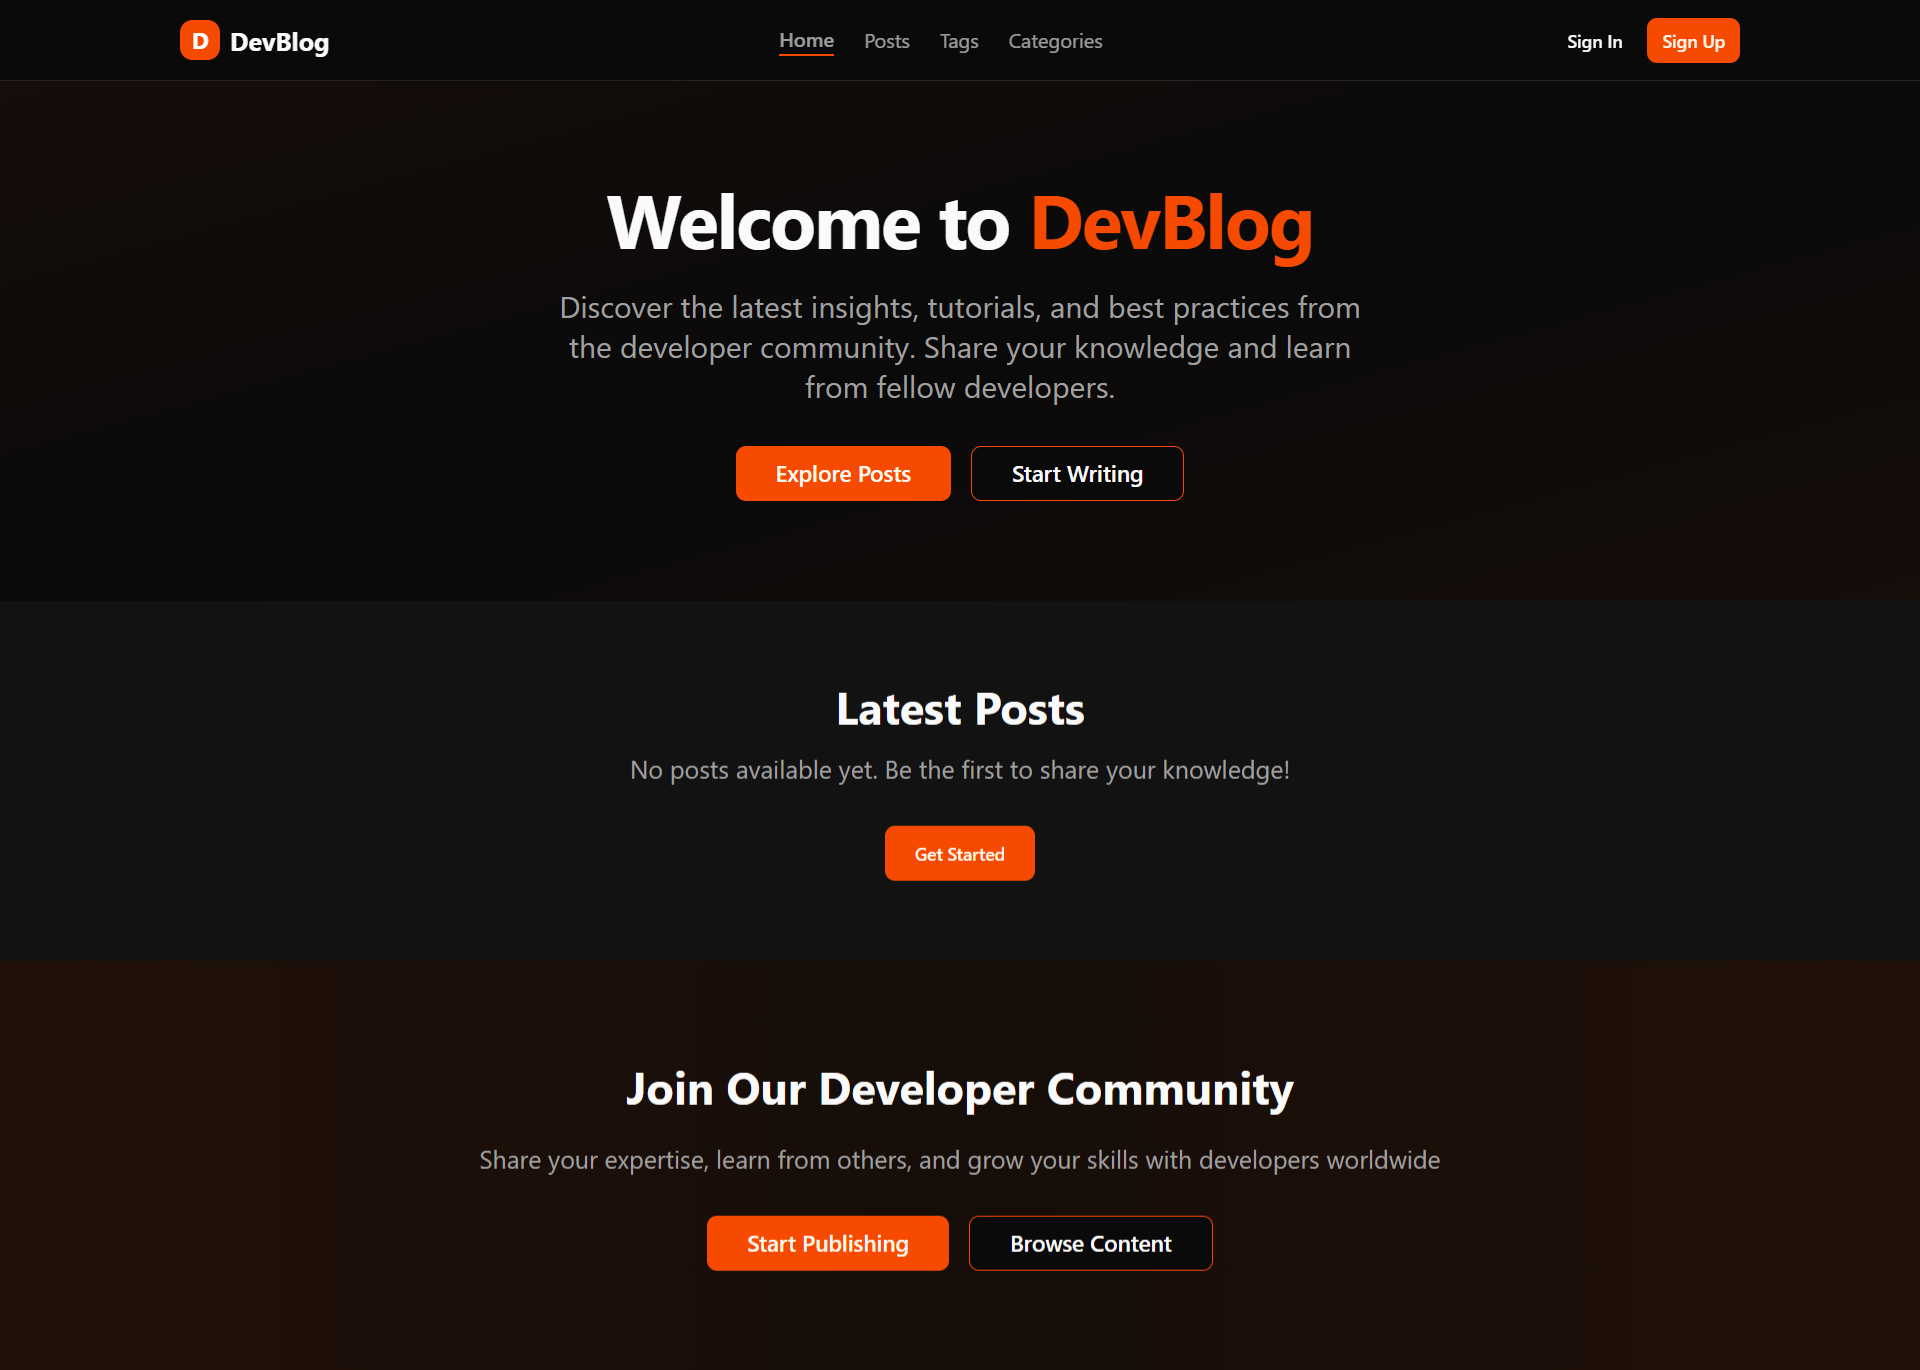 D DevBlog
Home Posts Tags Categories
Sign In Sign Up
Welcome to DevBlog
Discover the latest insights, tutorials, and best practices from
the developer community. Share your knowledge and learn
from fellow developers.
Explore Posts Start Writing
Latest Posts
No posts available yet. Be the first to share your knowledge!
Get Started
Join Our Developer Community
Share your expertise, learn from others, and grow your skills with developers worldwide
Start Publishing Browse Content